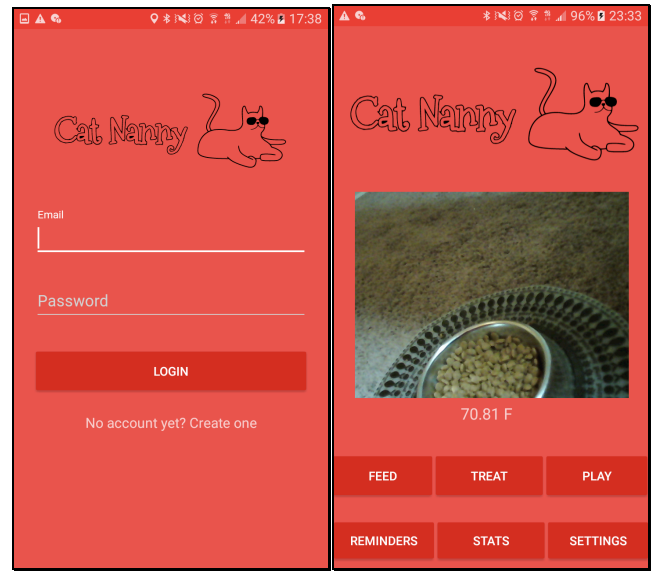 42% 17:38
Cat Nanny
Email
Password
LOGIN
No account yet? Create one
96% 23:33
Cat Nanny
70.81 F
FEED TREAT PLAY
REMINDERS STATS SETTINGS